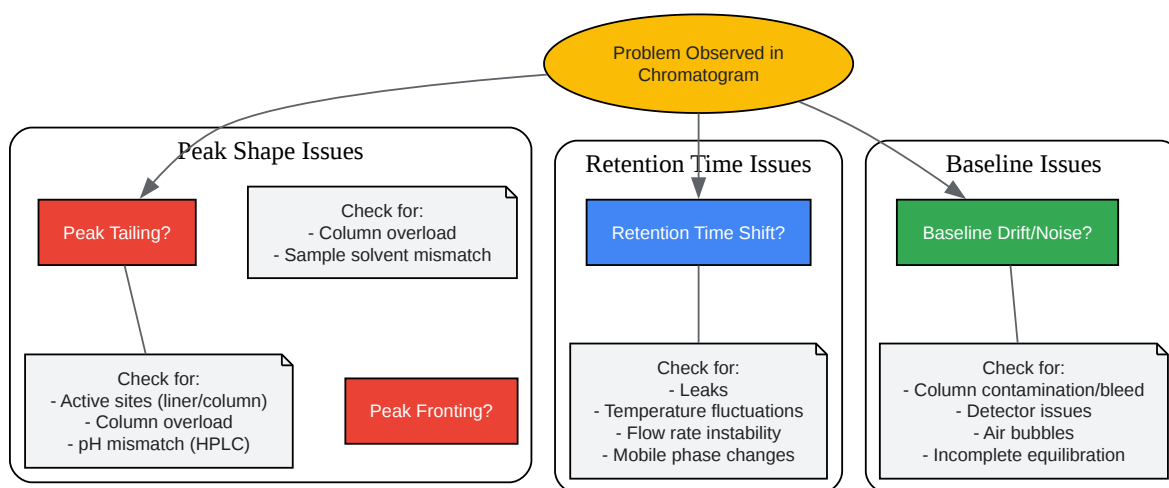 Problem Observed in
Chromatogram
Peak Shape Issues
Peak Tailing?
Check for:
- Column overload
- Sample solvent mismatch
Check for:
- Active sites (liner/column)
- Column overload
- pH mismatch (HPLC)
Peak Fronting?
Retention Time Issues
Retention Time Shift?
Check for:
- Leaks
- Temperature fluctuations
- Flow rate instability
- Mobile phase changes
Baseline Issues
Baseline Drift/Noise?
Check for:
- Column contamination/bleed
- Detector issues
- Air bubbles
- Incomplete equilibration